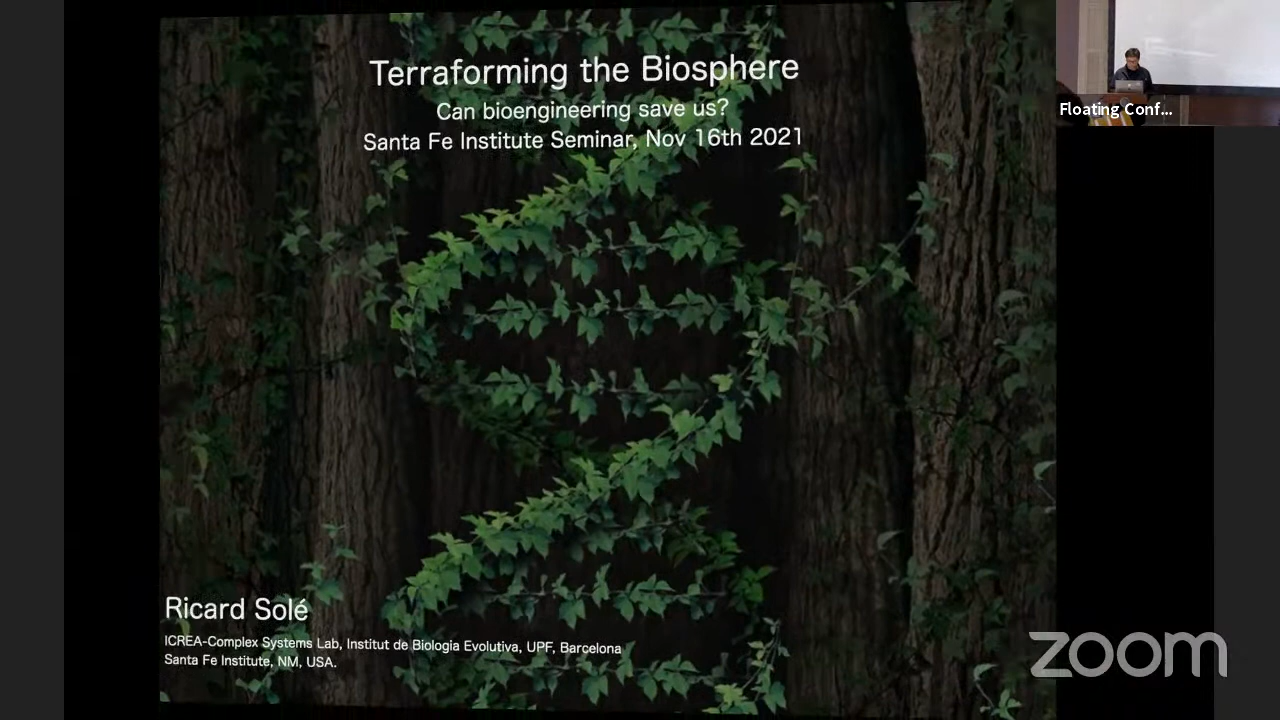 Terraforming the Biosphere
Can bioengineering save us?
Santa Fe Institute Seminar, Nov 16th 2021
Floating Conf...
Ricard Solé
ICREA-Complex Systems Lab, Institut de Biologia Evolutiva, UPF, Barcelona
Santa Fe Institute, NM, USA.
zoom